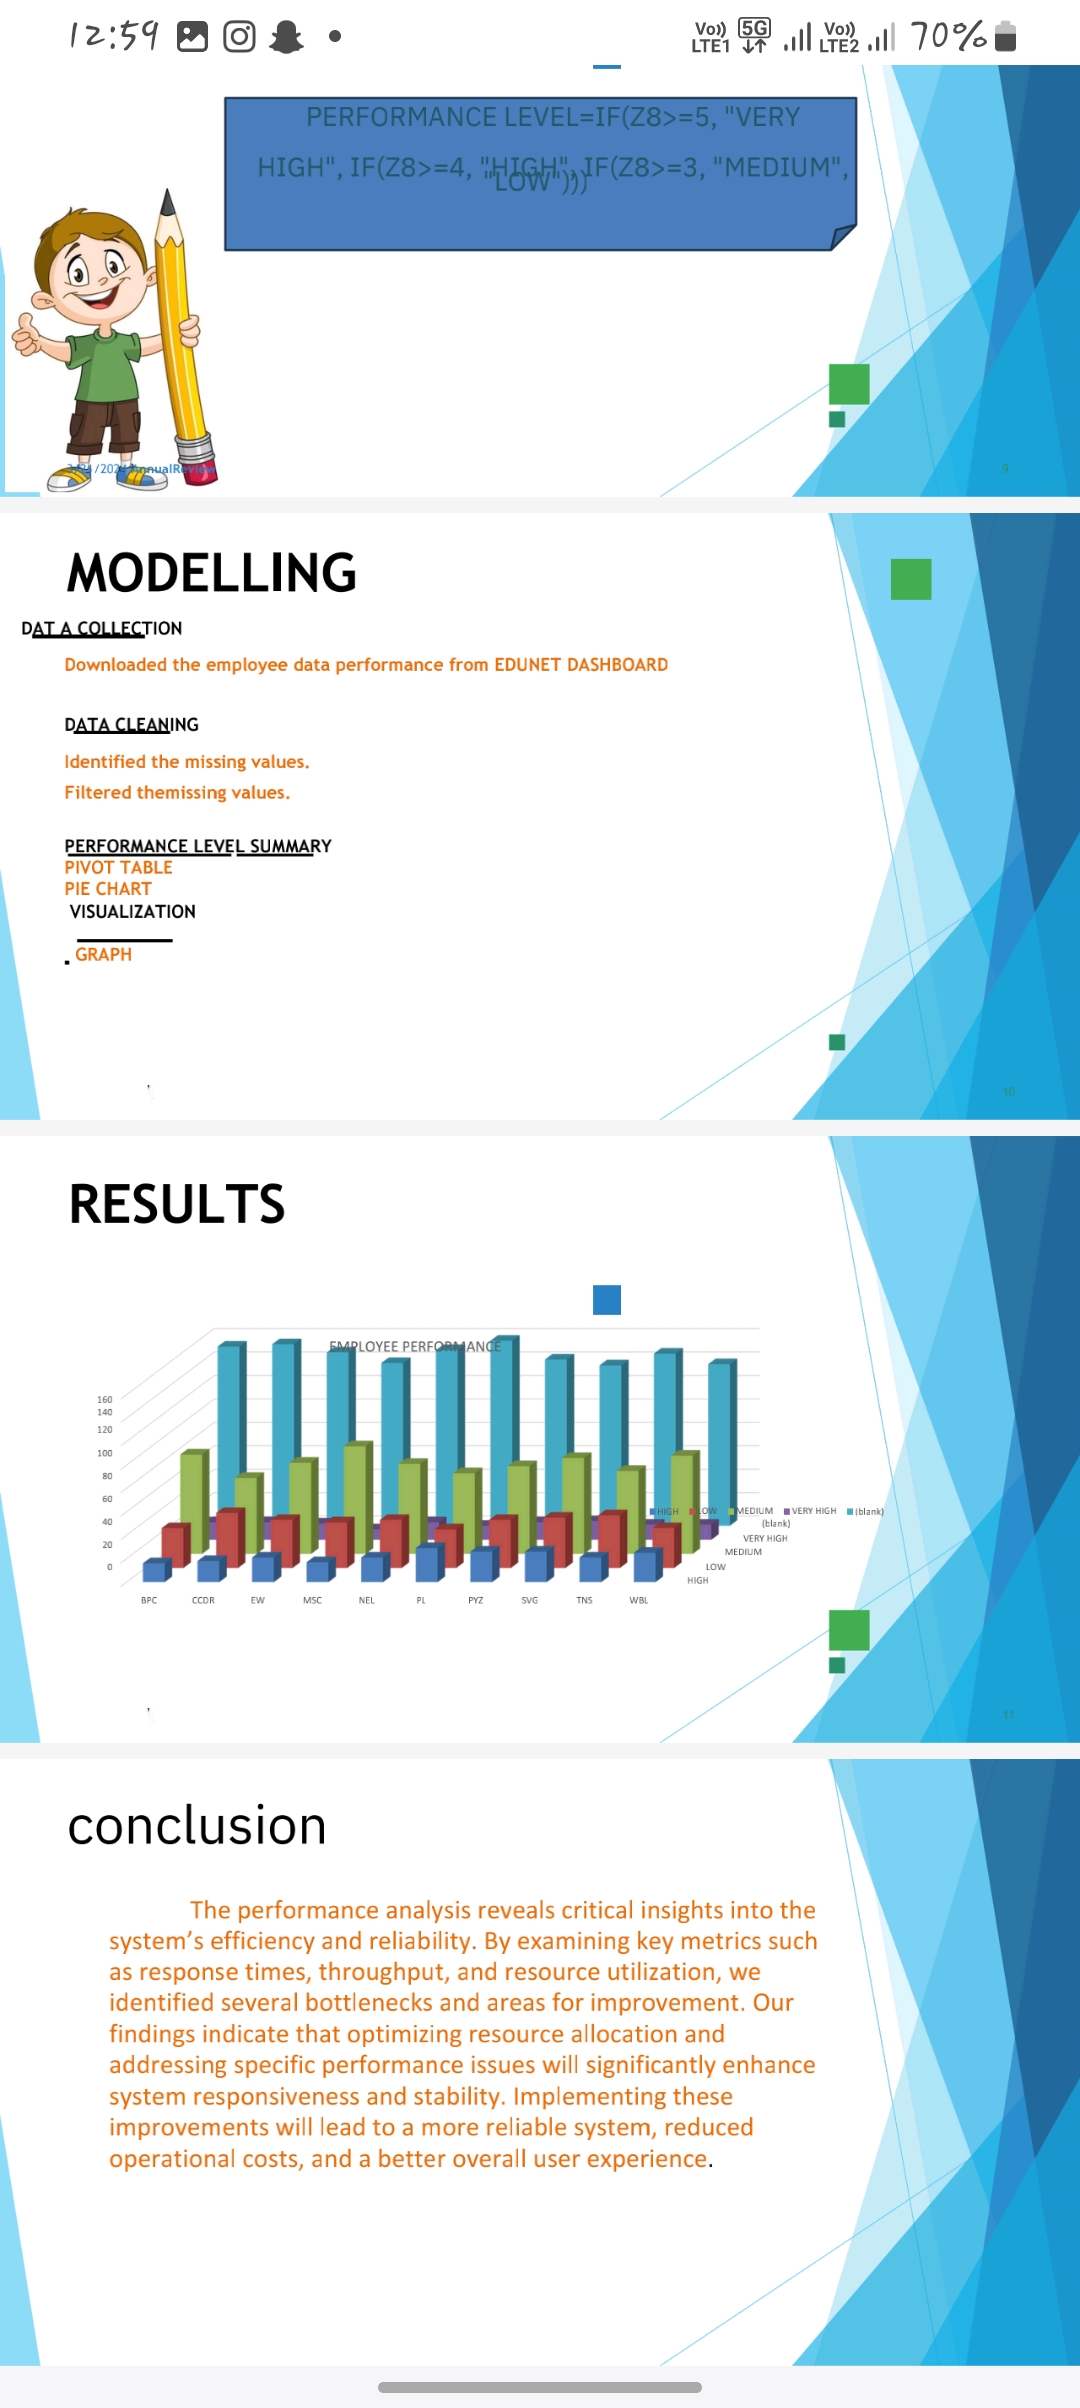 12:59
Vo)) LTE1 5G Vo)) LTE2 70%
PERFORMANCE LEVEL=IF(Z8>=5, "VERY
HIGH", IF(Z8>=4, "HIGH", IF(Z8>=3, "MEDIUM",
"LOW")))
AnnualReview
9
MODELLING
DAT A COLLECTION
Downloaded the employee data performance from EDUNET DASHBOARD
DATA CLEANING
Identified the missing values.
Filtered themissing values.
PERFORMANCE LEVEL SUMMARY
PIVOT TABLE
PIE CHART
VISUALIZATION
. GRAPH
10
RESULTS
EMPLOYEE PERFORMANCE
160
140
120
100
80
60
40
20
0
HIGH LOW MEDIUM VERY HIGH (blank)
(blank)
VERY HIGH
MEDIUM
LOW
HIGH
BPC CCDR EW MSC NEL PL PYZ SVG TNS WBL
11
conclusion
The performance analysis reveals critical insights into the
system’s efficiency and reliability. By examining key metrics such
as response times, throughput, and resource utilization, we
identified several bottlenecks and areas for improvement. Our
findings indicate that optimizing resource allocation and
addressing specific performance issues will significantly enhance
system responsiveness and stability. Implementing these
improvements will lead to a more reliable system, reduced
operational costs, and a better overall user experience.